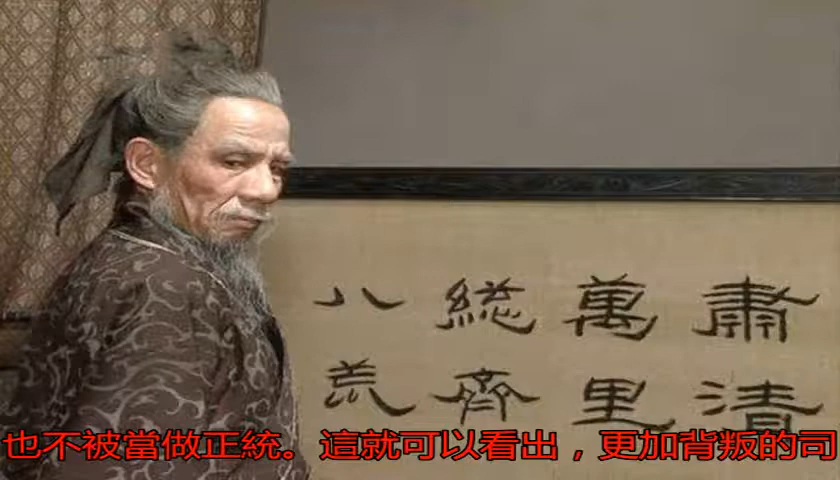 肅清
萬里
総齊
八荒
也不被當做正統。這就可以看出，更加背叛的司